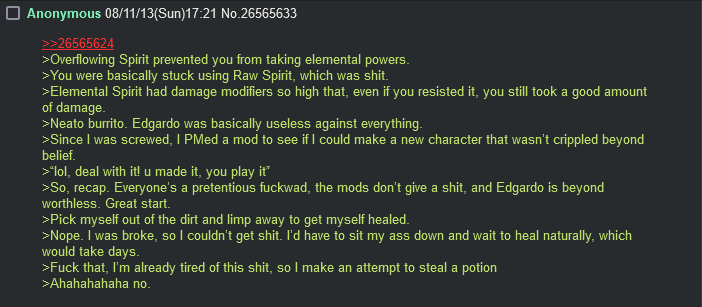 Anonymous 08/11/13(Sun)17:21 No.26565633
>>26565624
>Overflowing Spirit prevented you from taking elemental powers.
>You were basically stuck using Raw Spirit, which was shit.
>Elemental Spirit had damage modifiers so high that, even if you resisted it, you still took a good amount
of damage.
>Neato burrito. Edgardo was basically useless against everything.
>Since I was screwed, I PMed a mod to see if I could make a new character that wasn’t crippled beyond
belief.
>“lol, deal with it! u made it, you play it”
>So, recap. Everyone’s a pretentious fuckwad, the mods don’t give a shit, and Edgardo is beyond
worthless. Great start.
>Pick myself out of the dirt and limp away to get myself healed.
>Nope. I was broke, so I couldn’t get shit. I’d have to sit my ass down and wait to heal naturally, which
would take days.
>Fuck that, I’m already tired of this shit, so I make an attempt to steal a potion
>Ahahahahaha no.